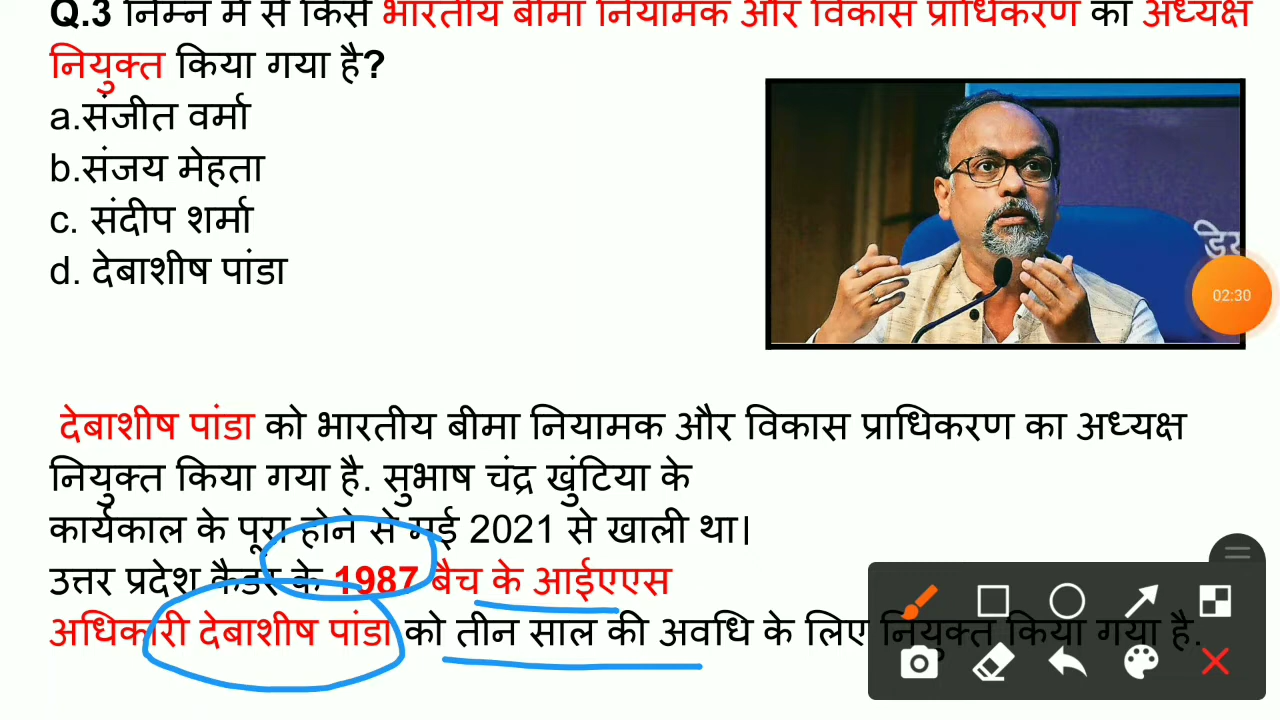 Q.3 निम्न में से किसे भारतीय बीमा नियामक और विकास प्राधिकरण का अध्यक्ष
नियुक्त किया गया है?
a.संजीत वर्मा
b.संजय मेहता
c. संदीप शर्मा
d. देबाशीष पांडा
02:30
देबाशीष पांडा को भारतीय बीमा नियामक और विकास प्राधिकरण का अध्यक्ष
नियुक्त किया गया है. सुभाष चंद्र खुंटिया के
कार्यकाल के पूरा होने से मई 2021 से खाली था।
उत्तर प्रदेश कैडर के 1987 बैच के आईएएस
अधिकारी देबाशीष पांडा को तीन साल की अवधि के लिए नियुक्त किया गया है.